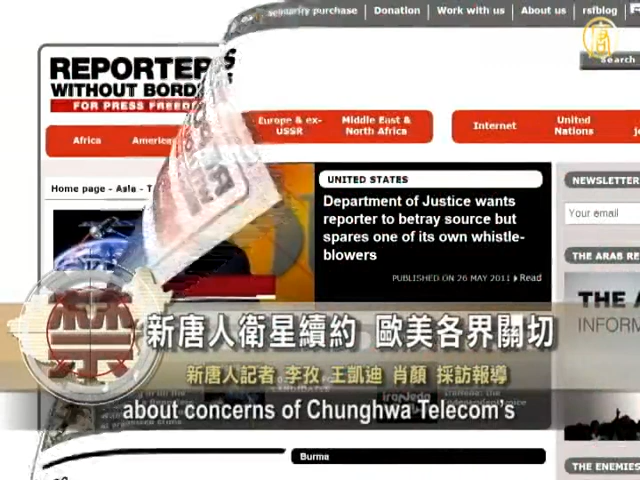 purchase Donation Work with us About us rsfblog
Search
REPORTERS
WITHOUT BORDERS
FOR PRESS FREEDOM
Africa
Americas
Europe & ex-
USSR
Middle East &
North Africa
Internet
United
Nations
Home page - Asia - T
UNITED STATES
Department of Justice wants
reporter to betray source but
spares one of its own whistle-
blowers
PUBLISHED ON 26 MAY 2011 Read
NEWSLETTER
Your email
THE ARAB RE
THE A
INFORM
禁
新唐人衛星續約 歐美各界關切
新唐人記者 李孜 王凱迪 肖顏 採訪報導
about concerns of Chunghwa Telecom's
Burma
THE ENEMIES